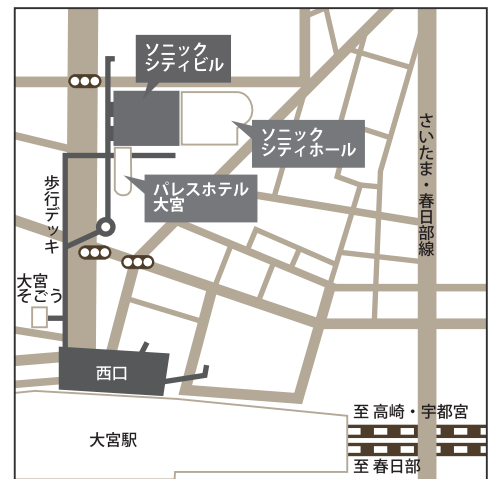 ソニック
シティビル
ソニック
シティホール
パレスホテル
大宮
さいたま・春日部線
歩行デッキ
大宮
そごう
西口
大宮駅
至 高崎・宇都宮
至 春日部